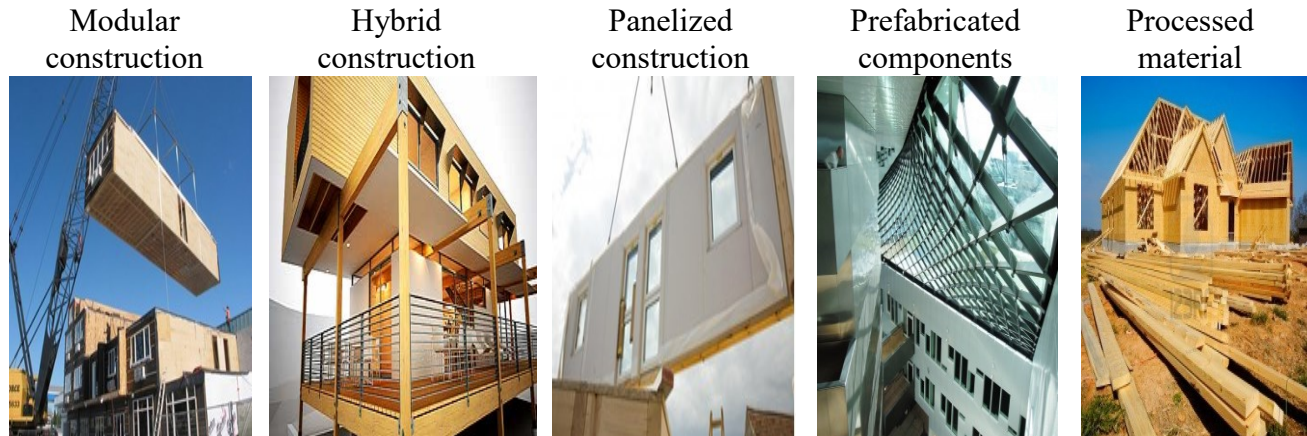 Modular
construction
Hybrid
construction
Panelized
construction
Prefabricated
components
Processed
material